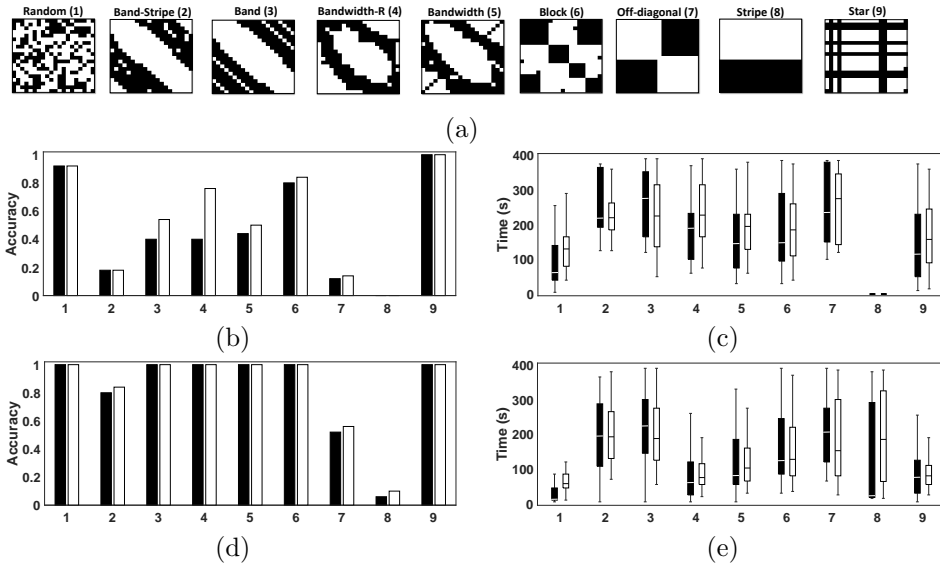 Random (1) Band-Stripe (2) Band (3) Bandwidth-R (4) Bandwidth (5) Block (6) Off-diagonal (7) Stripe (8) Star (9)
(a)
1
0.8
0.6
0.4
0.2
0
Accuracy
1 2 3 4 5 6 7 8 9
(b)
400
300
200
100
0
Time (s)
1 2 3 4 5 6 7 8 9
(c)
1
0.8
0.6
0.4
0.2
0
Accuracy
1 2 3 4 5 6 7 8 9
(d)
400
300
200
100
0
Time (s)
1 2 3 4 5 6 7 8 9
(e)